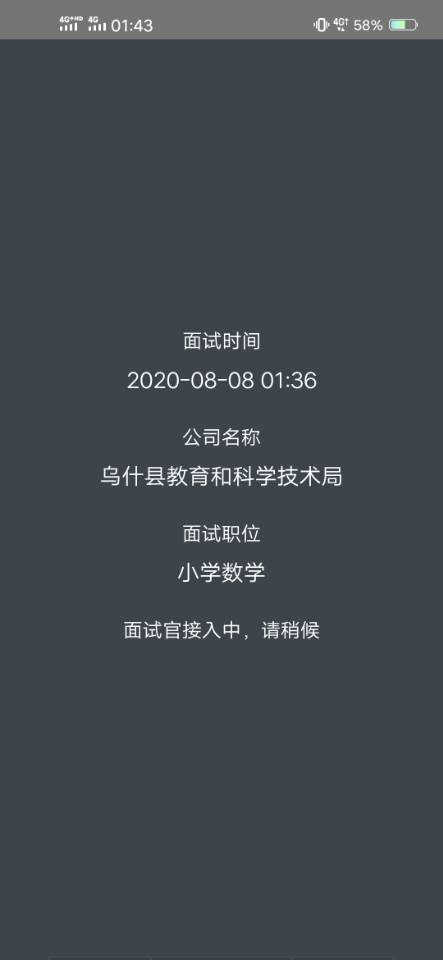 4G+HD 4G 01:43 4G 58%
面试时间
2020-08-08 01:36
公司名称
乌什县教育和科学技术局
面试职位
小学数学
面试官接入中，请稍候